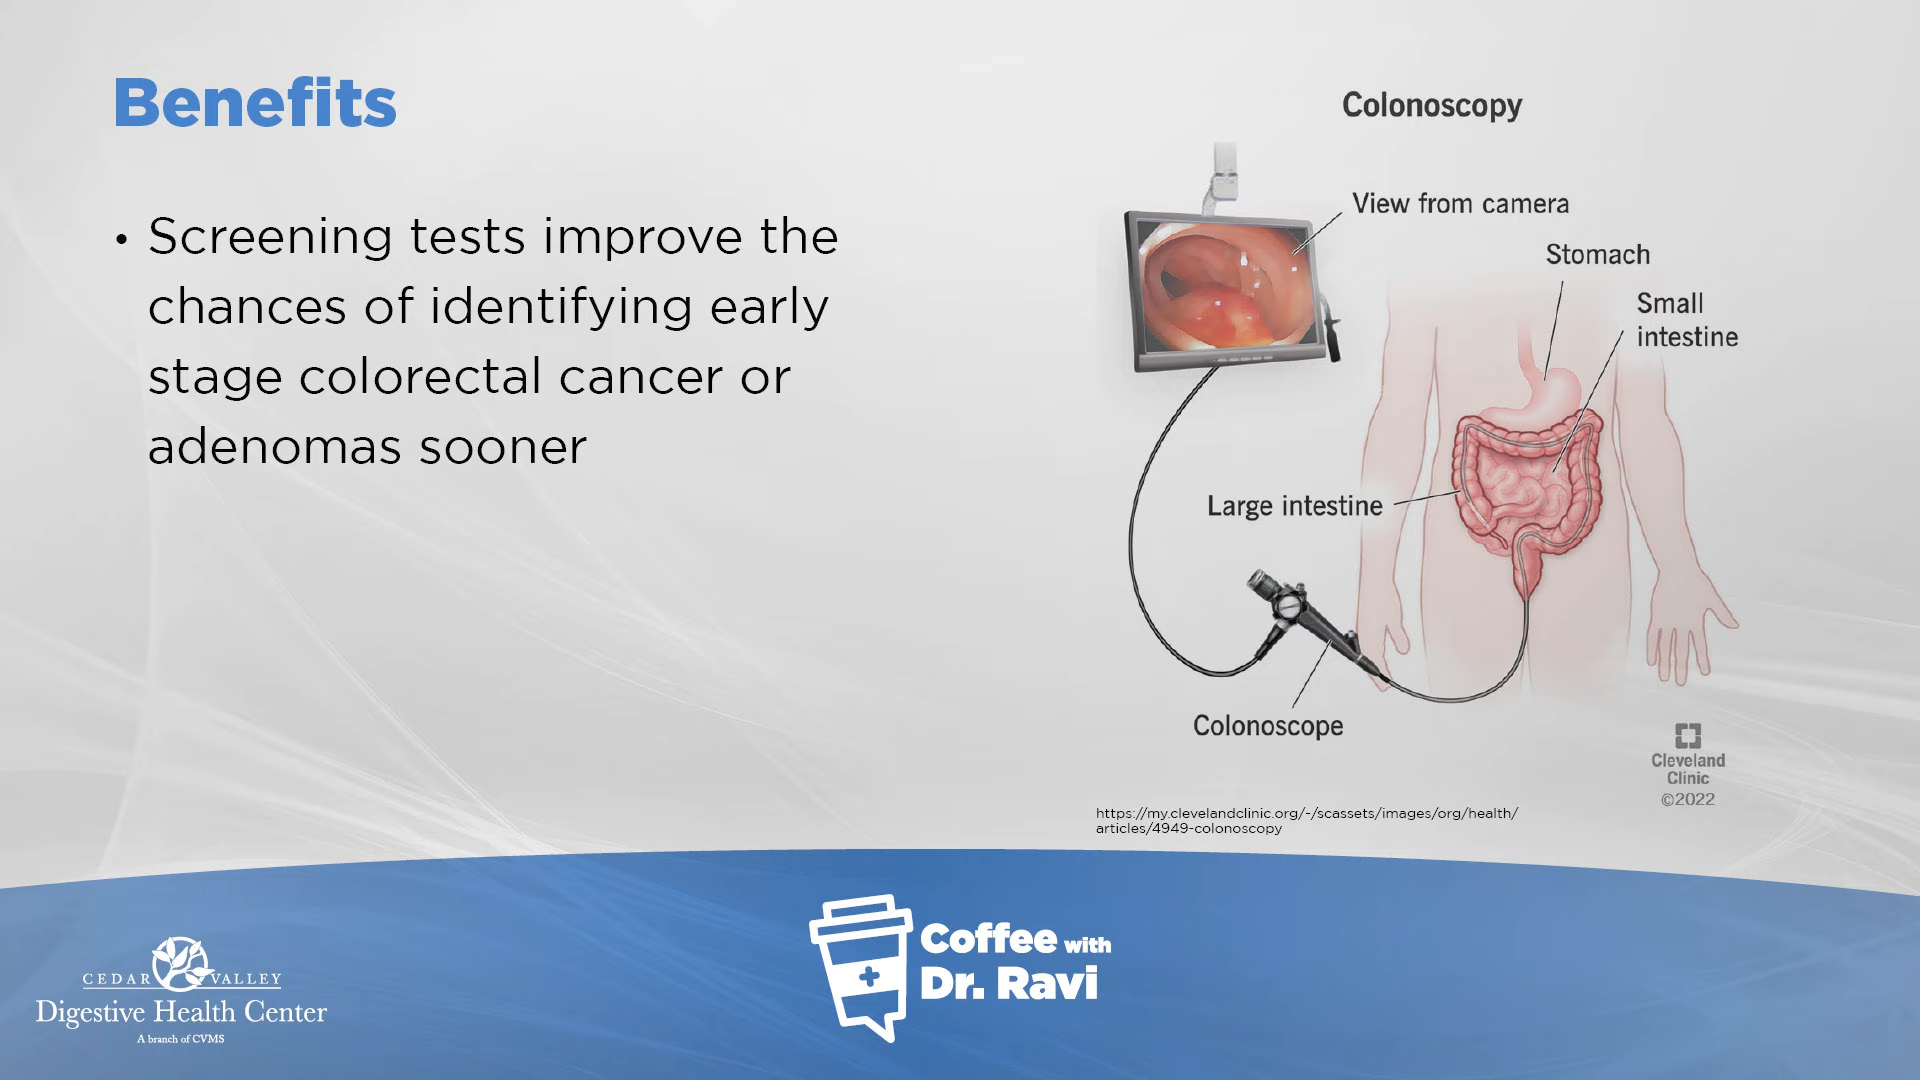 Benefits
• Screening tests improve the
chances of identifying early
stage colorectal cancer or
adenomas sooner
Colonoscopy
View from camera
Stomach
Small
intestine
Large intestine
Colonoscope
Cleveland
Clinic
©2022
https://my.clevelandclinic.org/-/scassets/images/org/health/
articles/4949-colonoscopy
CEDAR VALLEY
Digestive Health Center
A branch of CVMS
Coffee with
Dr. Ravi